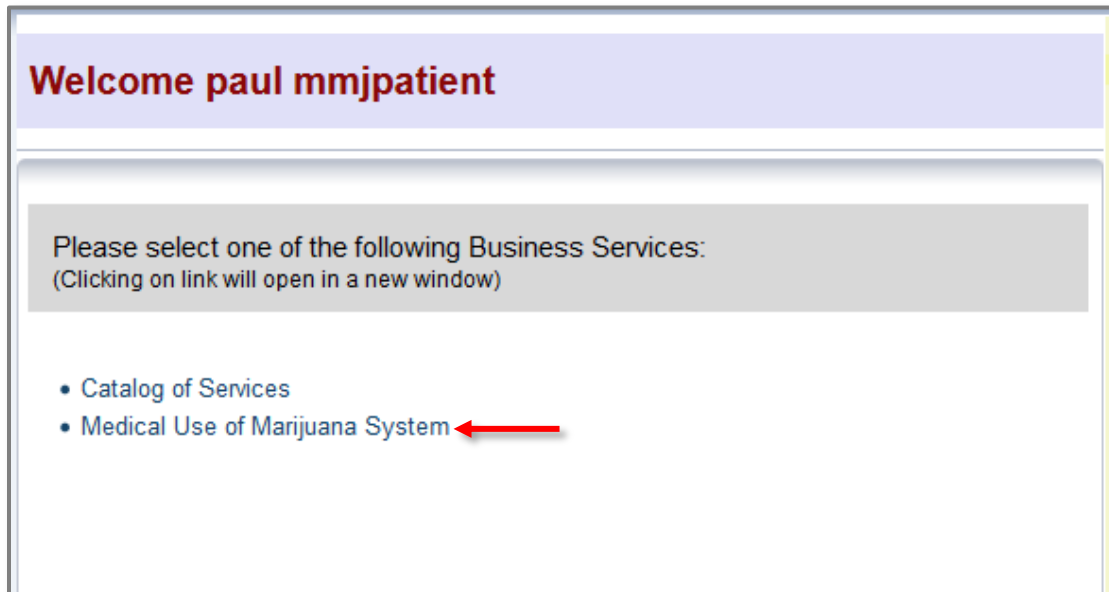 Welcome paul mmjpatient
Please select one of the following Business Services:
(Clicking on link will open in a new window)
• Catalog of Services
• Medical Use of Marijuana System